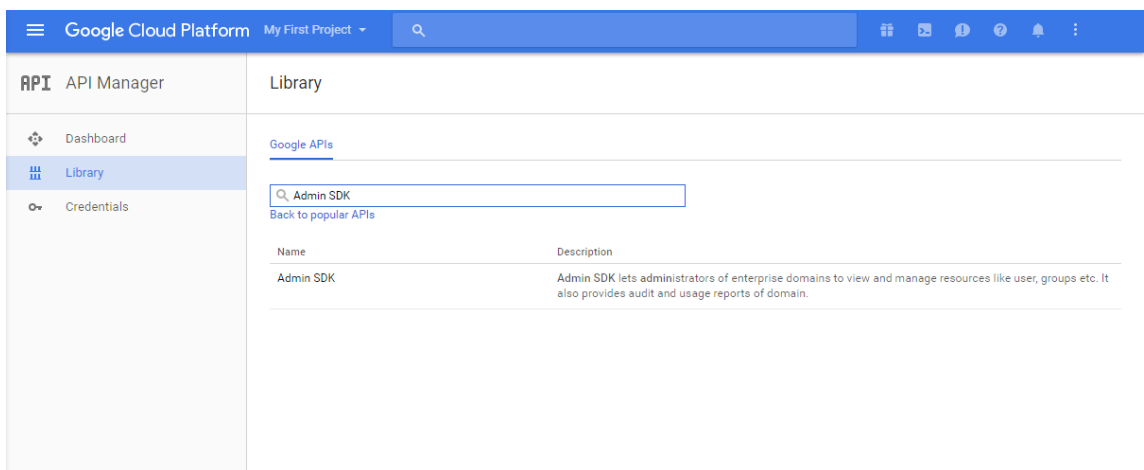 Google Cloud Platform My First Project
API API Manager
Library
Dashboard
Library
Credentials
Google APIs
Admin SDK
Back to popular APIs
Name Description
Admin SDK Admin SDK lets administrators of enterprise domains to view and manage resources like user, groups etc. It
also provides audit and usage reports of domain.